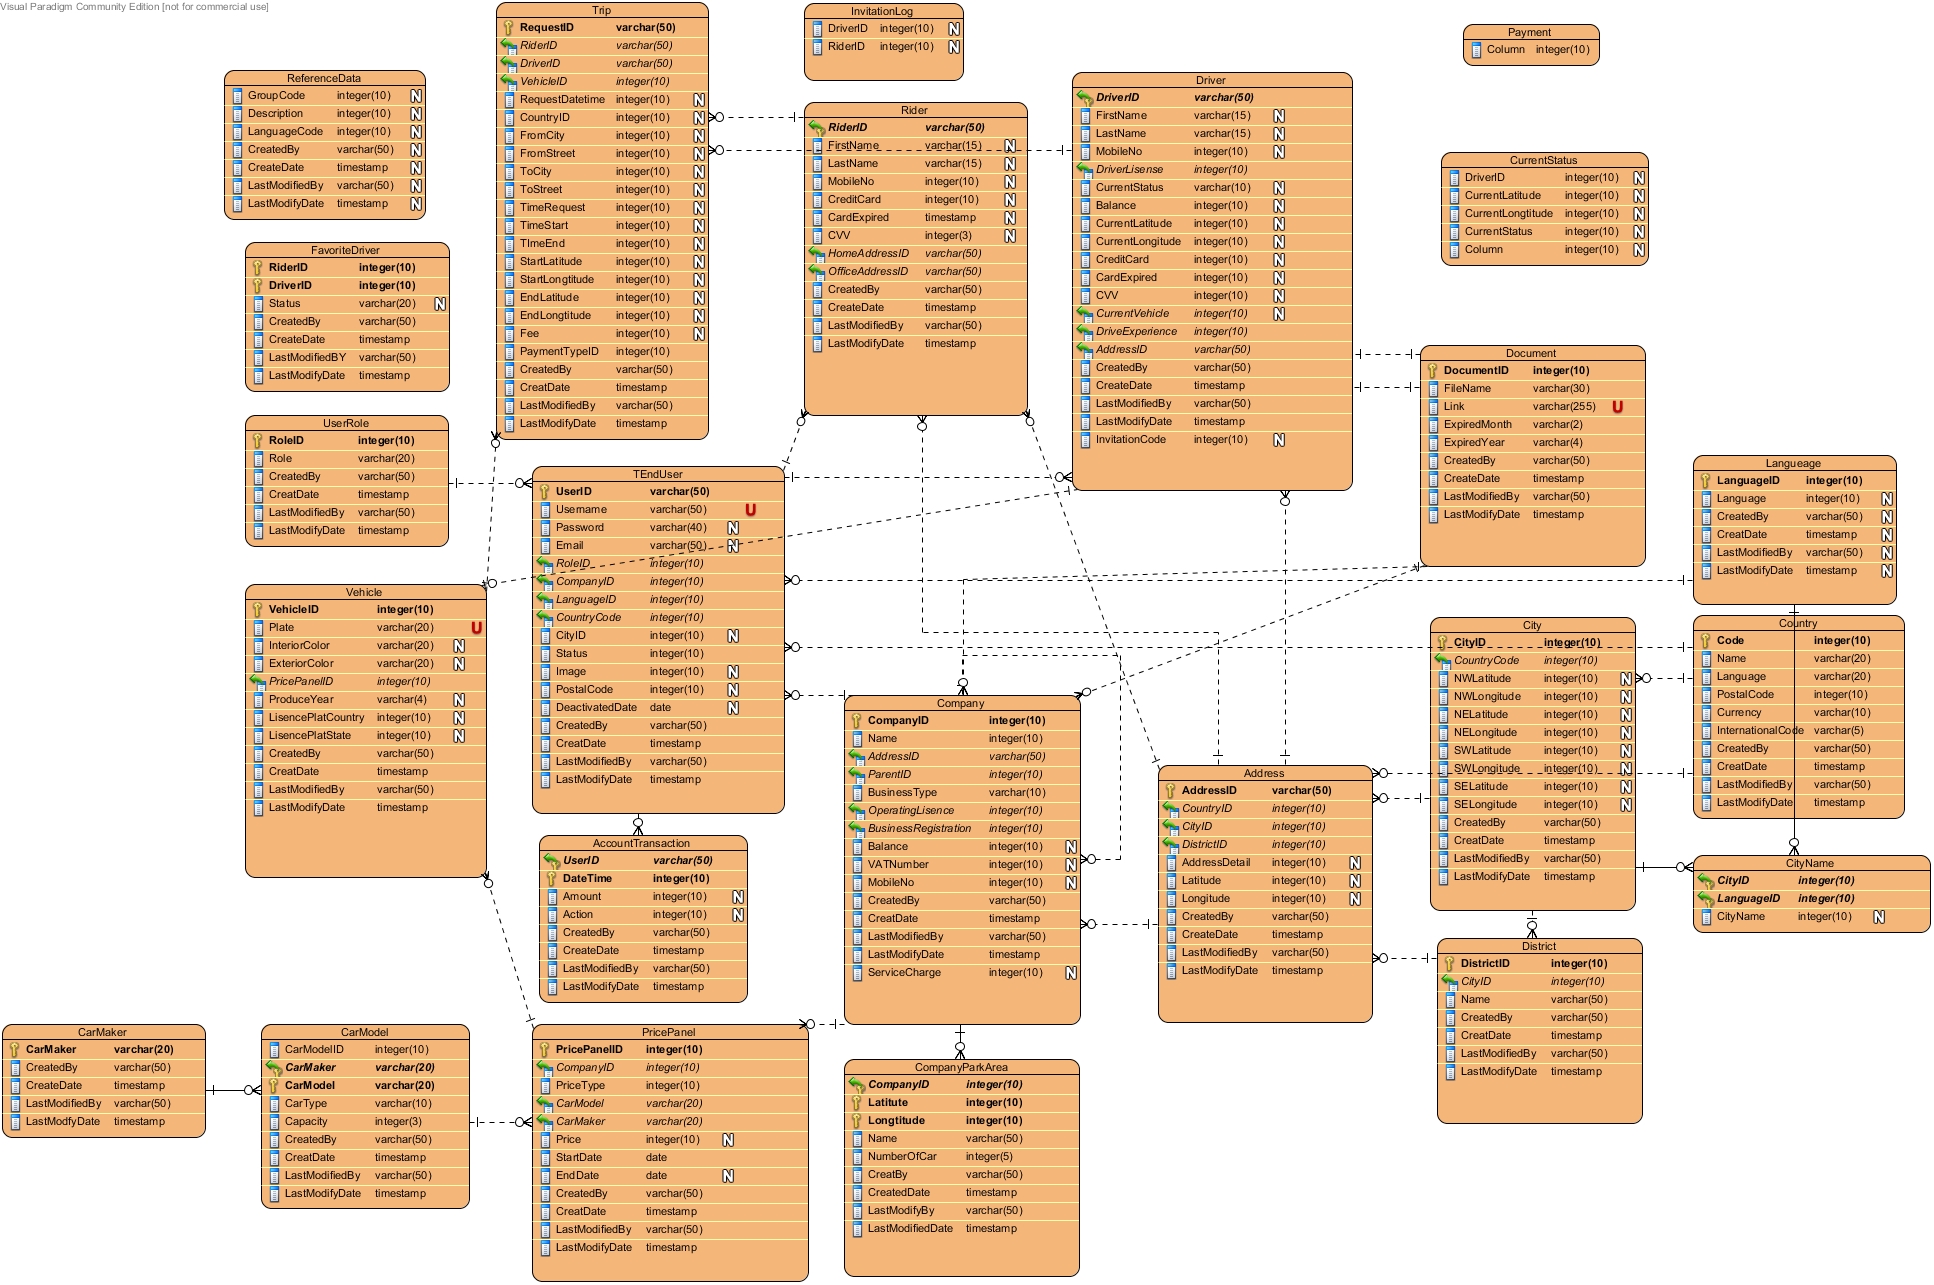 Visual Paradigm Community Edition [not for commercial use]
Trip
RequestID varchar(50)
RiderID varchar(50)
DriverID varchar(50)
VehicleID integer(10)
RequestDatetime integer(10) N
CountryID integer(10) N
FromCity integer(10) N
FromStreet integer(10) N
ToCity integer(10) N
ToStreet integer(10) N
TimeRequest integer(10) N
TimeStart integer(10) N
TImeEnd integer(10) N
StartLatitude integer(10) N
StartLongtitude integer(10) N
EndLatitude integer(10) N
EndLongtitude integer(10) N
Fee integer(10) N
PaymentTypeID integer(10)
CreatedBy varchar(50)
CreatDate timestamp
LastModifiedBy varchar(50)
LastModifyDate timestamp
InvitationLog
DriverID integer(10) N
RiderID integer(10) N
Payment
Column integer(10)
ReferenceData
GroupCode integer(10) N
Description integer(10) N
LanguageCode integer(10) N
CreatedBy varchar(50) N
CreateDate timestamp N
LastModifiedBy varchar(50) N
LastModifyDate timestamp N
Rider
RiderID varchar(50)
FirstName varchar(15) N
LastName varchar(15) N
MobileNo integer(10) N
CreditCard integer(10) N
CardExpired timestamp N
CVV integer(3) N
HomeAddressID varchar(50)
OfficeAddressID varchar(50)
CreatedBy varchar(50)
CreateDate timestamp
LastModifiedBy varchar(50)
LastModifyDate timestamp
Driver
DriverID varchar(50)
FirstName varchar(15) N
LastName varchar(15) N
MobileNo integer(10) N
DriverLisense integer(10)
CurrentStatus varchar(10) N
Balance integer(10) N
CurrentLatitude integer(10) N
CurrentLongitude integer(10) N
CreditCard integer(10) N
CardExpired integer(10) N
CVV integer(10) N
CurrentVehicle integer(10) N
DriveExperience integer(10)
AddressID varchar(50)
CreatedBy varchar(50)
CreateDate timestamp
LastModifiedBy varchar(50)
LastModifyDate timestamp
InvitationCode integer(10) N
CurrentStatus
DriverID integer(10) N
CurrentLatitude integer(10) N
CurrentLongtitude integer(10) N
CurrentStatus integer(10) N
Column integer(10) N
FavoriteDriver
RiderID integer(10)
DriverID integer(10)
Status varchar(20) N
CreatedBy varchar(50)
CreateDate timestamp
LastModifiedBY varchar(50)
LastModifyDate timestamp
Document
DocumentID integer(10)
FileName varchar(30)
Link varchar(255) U
ExpiredMonth varchar(2)
ExpiredYear varchar(4)
CreatedBy varchar(50)
CreateDate timestamp
LastModifiedBy varchar(50)
LastModifyDate timestamp
UserRole
RoleID integer(10)
Role varchar(20)
CreatedBy varchar(50)
CreatDate timestamp
LastModifiedBy varchar(50)
LastModifyDate timestamp
TEndUser
UserID varchar(50)
Username varchar(50) U
Password varchar(40) N
Email varchar(50) N
RoleID integer(10)
CompanyID integer(10)
LanguageID integer(10)
CountryCode integer(10)
CityID integer(10) N
Status integer(10)
Image integer(10) N
PostalCode integer(10) N
DeactivatedDate date N
CreatedBy varchar(50)
CreatDate timestamp
LastModifiedBy varchar(50)
LastModifyDate timestamp
Langueage
LanguageID integer(10)
Language integer(10) N
CreatedBy varchar(50) N
CreatDate timestamp N
LastModifiedBy varchar(50) N
LastModifyDate timestamp N
Vehicle
VehicleID integer(10)
Plate varchar(20) U
InteriorColor varchar(20) N
ExteriorColor varchar(20) N
PricePanelID integer(10)
ProduceYear varchar(4) N
LisencePlatCountry integer(10) N
LisencePlatState integer(10) N
CreatedBy varchar(50)
CreatDate timestamp
LastModifiedBy varchar(50)
LastModifyDate timestamp
City
CityID integer(10)
CountryCode integer(10)
NWLatitude integer(10) N
NWLongitude integer(10) N
NELatitude integer(10) N
NELongitude integer(10) N
SWLatitude integer(10) N
SWLongitude integer(10) N
SELatitude integer(10) N
SELongitude integer(10) N
CreatedBy varchar(50)
CreatDate timestamp
LastModifiedBy varchar(50)
LastModifyDate timestamp
Country
Code integer(10)
Name varchar(20)
Language varchar(20)
PostalCode integer(10)
Currency varchar(10)
InternationalCode varchar(5)
CreatedBy varchar(50)
CreatDate timestamp
LastModifiedBy varchar(50)
LastModifyDate timestamp
Company
CompanyID integer(10)
Name integer(10)
AddressID varchar(50)
ParentID integer(10)
BusinessType varchar(10)
OperatingLisence integer(10)
BusinessRegistration integer(10)
Balance integer(10) N
VATNumber integer(10) N
MobileNo integer(10) N
CreatedBy varchar(50)
CreatDate timestamp
LastModifiedBy varchar(50)
LastModifyDate timestamp
ServiceCharge integer(10) N
Address
AddressID varchar(50)
CountryID integer(10)
CityID integer(10)
DistrictID integer(10)
AddressDetail integer(10) N
Latitude integer(10) N
Longitude integer(10) N
CreatedBy varchar(50)
CreateDate timestamp
LastModifiedBy varchar(50)
LastModifyDate timestamp
AccountTransaction
UserID varchar(50)
DateTime integer(10)
Amount integer(10) N
Action integer(10) N
CreatedBy varchar(50)
CreateDate timestamp
LastModifiedBy varchar(50)
LastModifyDate timestamp
CityName
CityID integer(10)
LanguageID integer(10)
CityName integer(10) N
District
DistrictID integer(10)
CityID integer(10)
Name varchar(50)
CreatedBy varchar(50)
CreatDate timestamp
LastModifiedBy varchar(50)
LastModifyDate timestamp
CarMaker
CarMaker varchar(20)
CreatedBy varchar(50)
CreateDate timestamp
LastModifiedBy varchar(50)
LastModfyDate timestamp
CarModel
CarModelID integer(10)
CarMaker varchar(20)
CarModel varchar(20)
CarType varchar(10)
Capacity integer(3)
CreatedBy varchar(50)
CreatDate timestamp
LastModifiedBy varchar(50)
LastModifyDate timestamp
PricePanel
PricePanelID integer(10)
CompanyID integer(10)
PriceType integer(10)
CarModel varchar(20)
CarMaker varchar(20)
Price integer(10) N
StartDate date
EndDate date N
CreatedBy varchar(50)
CreatDate timestamp
LastModifiedBy varchar(50)
LastModifyDate timestamp
CompanyParkArea
CompanyID integer(10)
Latitute integer(10)
Longtitude integer(10)
Name varchar(50)
NumberOfCar integer(5)
CreatBy varchar(50)
CreatedDate timestamp
LastModifyBy varchar(50)
LastModifiedDate timestamp